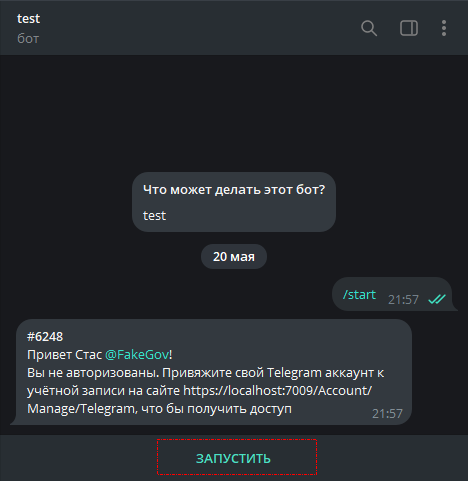 test
бот
Что может делать этот бот?
test
20 мая
/start 21:57
#6248
Привет Стас @FakeGov!
Вы не авторизованы. Привяжите свой Telegram аккаунт к
учётной записи на сайте https://localhost:7009/Account/
Manage/Telegram, что бы получить доступ
21:57
ЗАПУСТИТЬ